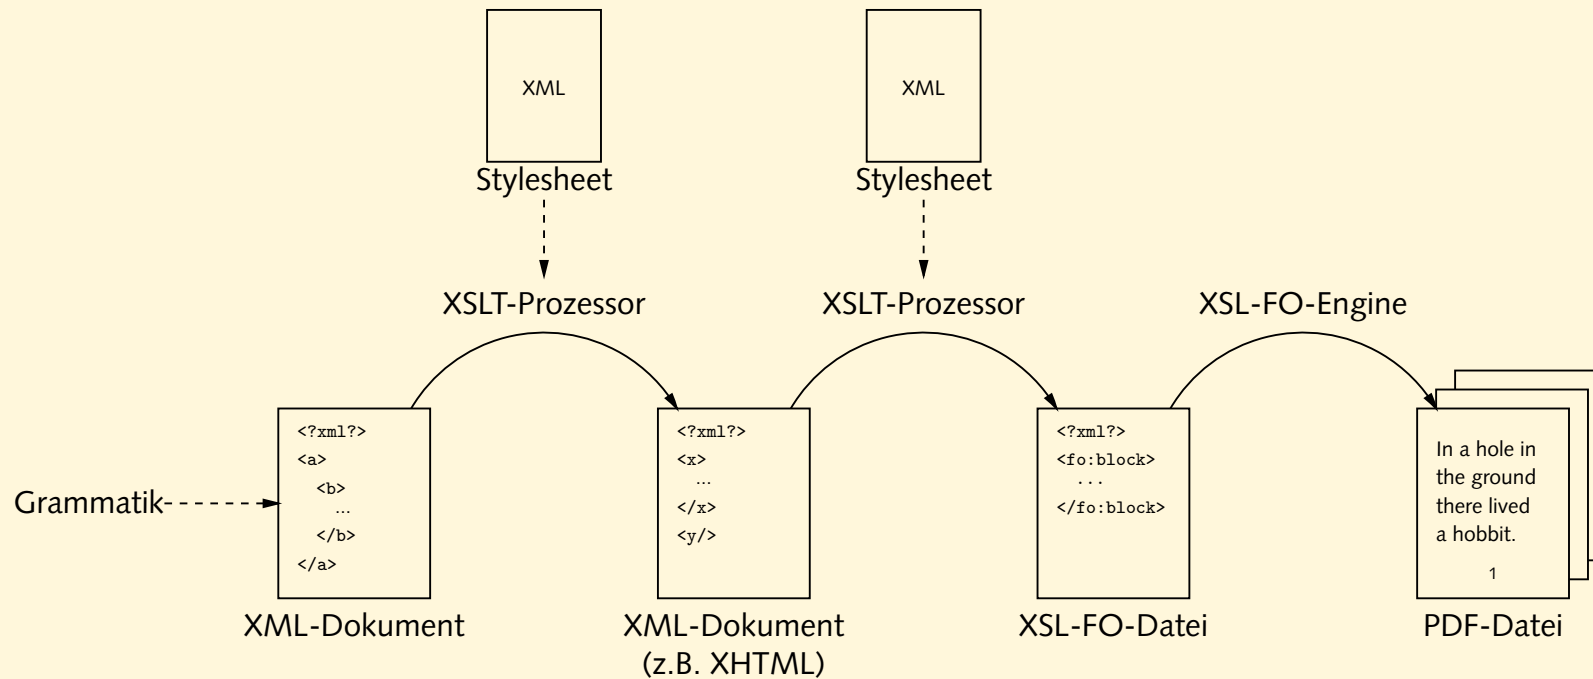 XML
XML
Stylesheet
Stylesheet
XSLT-Prozessor
XSLT-Prozessor
XSL-FO-Engine
Grammatik
<?xml?>
<a>
<b>
...
</b>
</a>
XML-Dokument
<?xml?>
<x>
...
</x>
<y/>
XML-Dokument
(z.B. XHTML)
<?xml?>
<fo:block>
...
</fo:block>
XSL-FO-Datei
In a hole in
the ground
there lived
a hobbit.
1
PDF-Datei